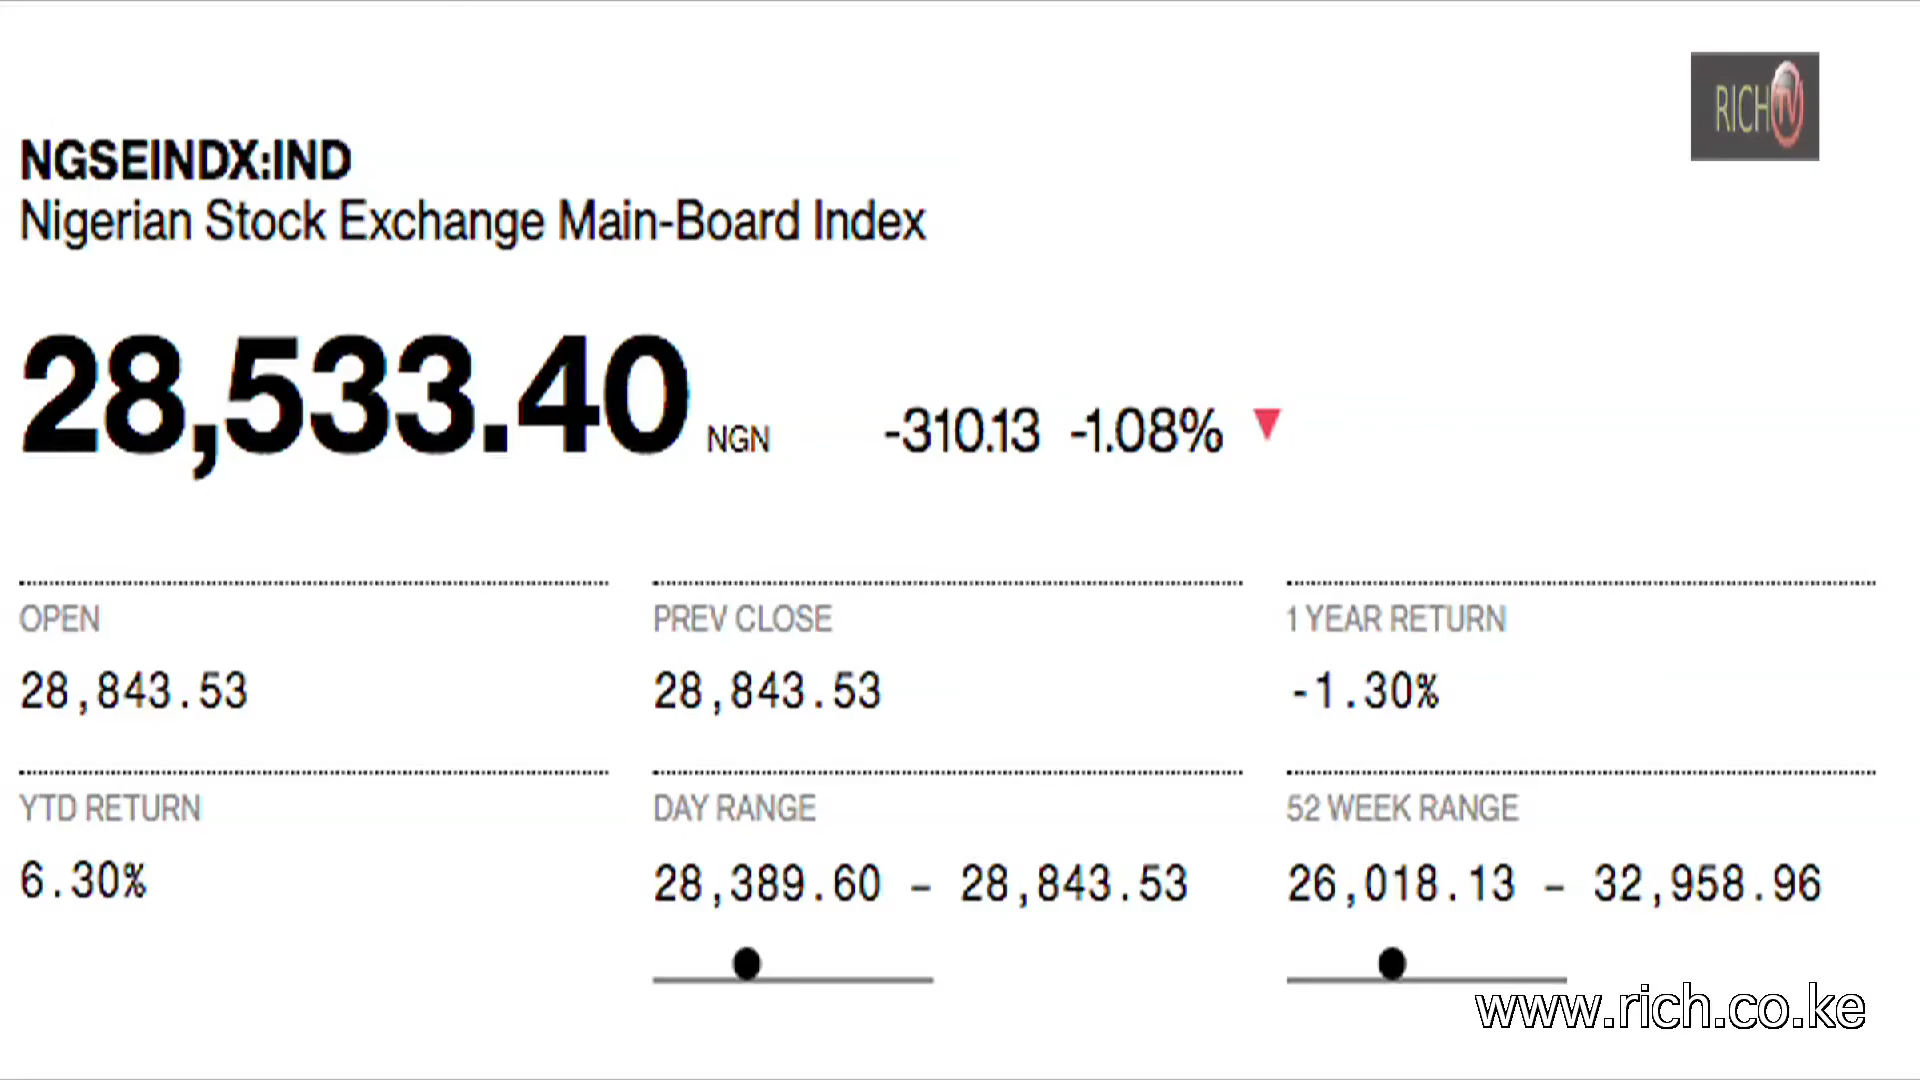 RICHTV
NGSEINDX:IND
Nigerian Stock Exchange Main-Board Index
28,533.40 NGN -310.13 -1.08% ▼
OPEN PREV CLOSE 1 YEAR RETURN
28,843.53 28,843.53 -1.30%
YTD RETURN DAY RANGE 52 WEEK RANGE
6.30% 28,389.60 – 28,843.53 26,018.13 – 32,958.96
www.rich.co.ke